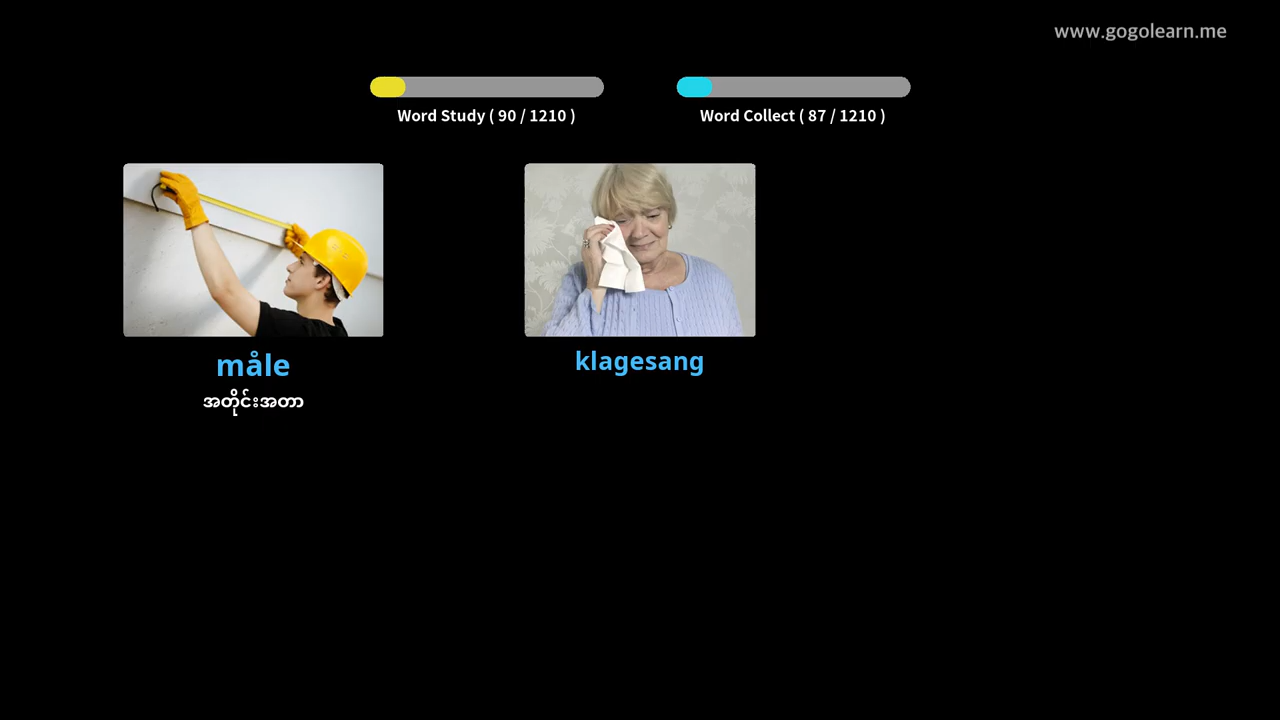 www.gogolearn.me
Word Study ( 90 / 1210 )
Word Collect ( 87 / 1210 )
måle
အတိုင်းအတာ
klagesang